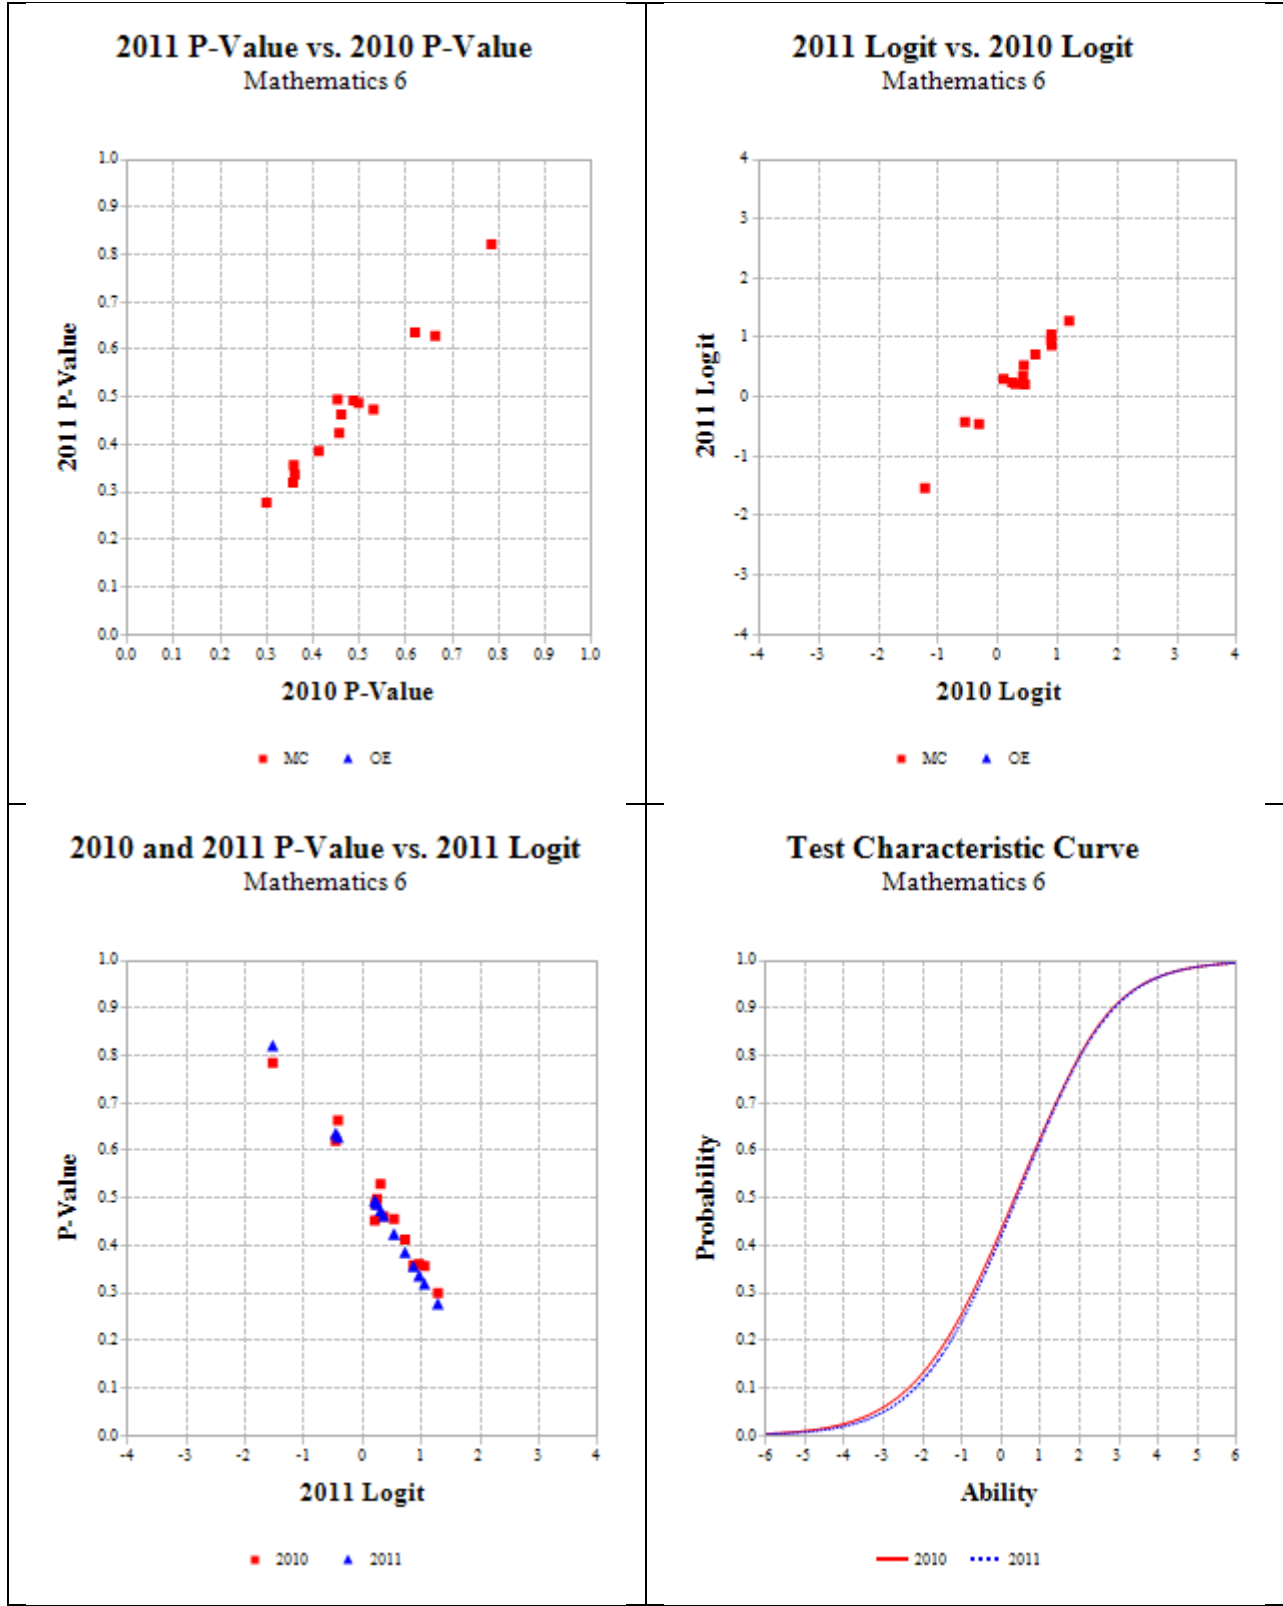 2011 P-Value vs. 2010 P-Value
Mathematics 6
1.0
0.9
0.8
0.7
0.6
0.5
0.4
0.3
0.2
0.1
0.0
0.0 0.1 0.2 0.3 0.4 0.5 0.6 0.7 0.8 0.9 1.0
2011 P-Value
2010 P-Value
MC OE
2011 Logit vs. 2010 Logit
Mathematics 6
4
3
2
1
0
-1
-2
-3
-4
-4 -3 -2 -1 0 1 2 3 4
2011 Logit
2010 Logit
MC OE
2010 and 2011 P-Value vs. 2011 Logit
Mathematics 6
1.0
0.9
0.8
0.7
0.6
0.5
0.4
0.3
0.2
0.1
0.0
-4 -3 -2 -1 0 1 2 3 4
P-Value
2011 Logit
2010 2011
Test Characteristic Curve
Mathematics 6
1.0
0.9
0.8
0.7
0.6
0.5
0.4
0.3
0.2
0.1
0.0
-6 -5 -4 -3 -2 -1 0 1 2 3 4 5 6
Probability
Ability
2010 2011